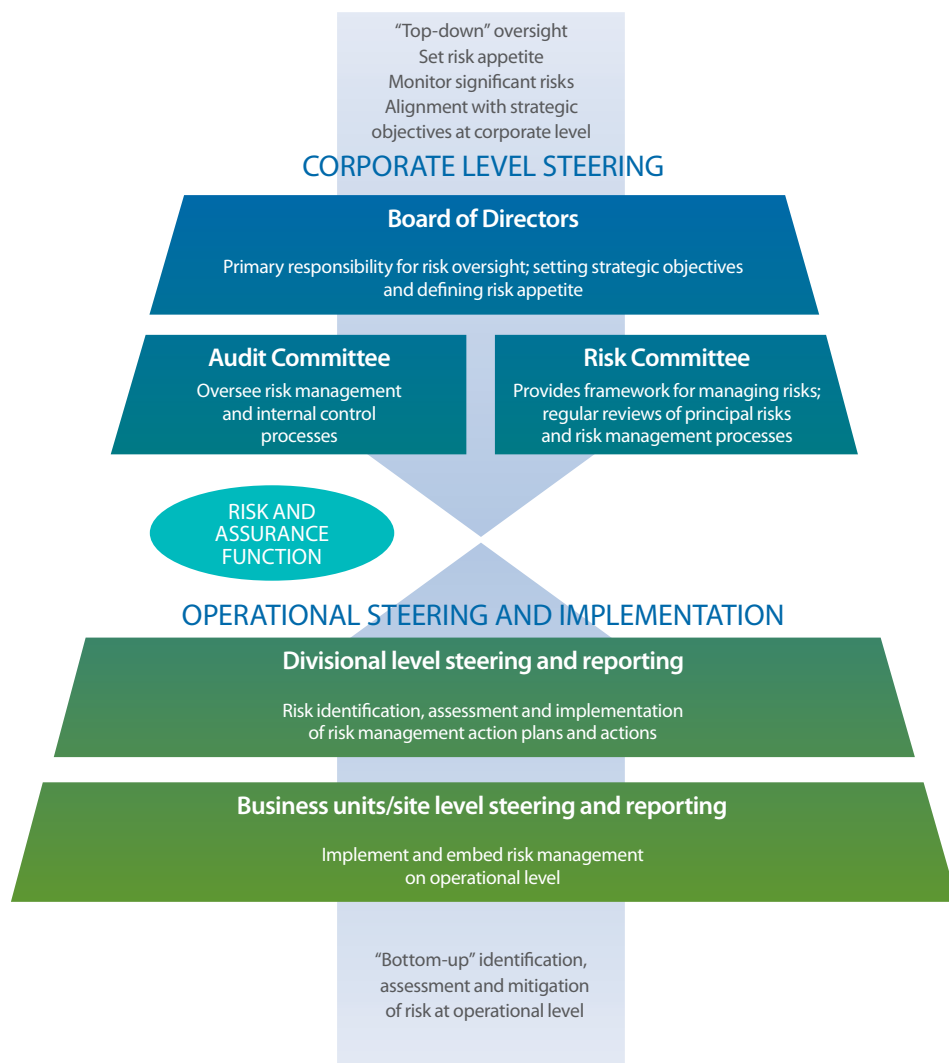 “Top-down” oversight
Set risk appetite
Monitor significant risks
Alignment with strategic
objectives at corporate level
CORPORATE LEVEL STEERING
Board of Directors
Primary responsibility for risk oversight; setting strategic objectives
and defining risk appetite
Audit Committee
Oversee risk management
and internal control
processes
Risk Committee
Provides framework for managing risks;
regular reviews of principal risks
and risk management processes
RISK AND
ASSURANCE
FUNCTION
OPERATIONAL STEERING AND IMPLEMENTATION
Divisional level steering and reporting
Risk identification, assessment and implementation
of risk management action plans and actions
Business units/site level steering and reporting
Implement and embed risk management
on operational level
“Bottom-up” identification,
assessment and mitigation
of risk at operational level